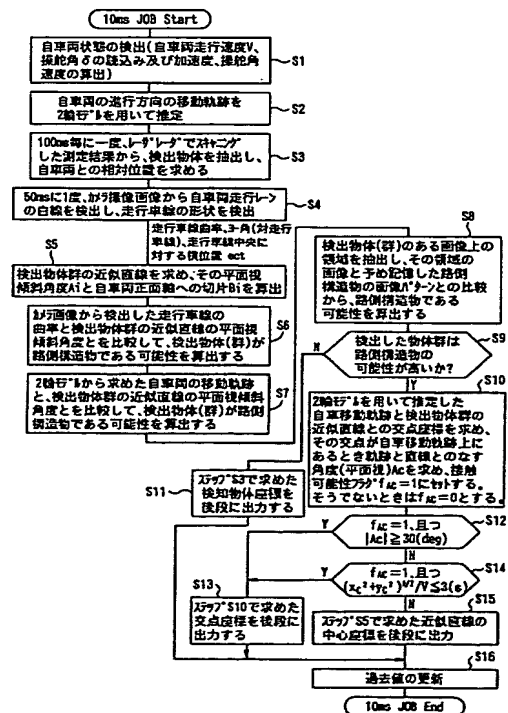 10ms JOB Start
自車両状態の検出(自車両走行速度V、
操舵角δの読込み及び加速度、操舵角
速度の算出)
S1
自車両の進行方向の移動軌跡を
2輪モデルを用いて推定
S2
100ms毎に一度、レーザレーダでスキャニング
した測定結果から、検出物体を抽出し、
自車両との相対位置を求める
S3
50msに1度、カメラ撮像画像から自車両走行レーン
の白線を検出し、走行車線の形状を検出
S4
走行車線曲率、ヨー角(対走行
車線)、走行車線中央に
対する横位置 ect
S5
検出物体群の近似直線を求め、その平面視
傾斜角度Aiと自車両正面軸への切片Biを算出
カメラ画像から検出した走行車線の
曲率と検出物体群の近似直線の平面視
傾斜角度とを比較して、検出物体(群)が
路側構造物である可能性を算出する
S6
2輪モデルから求めた自車両の移動軌跡
と、検出物体群の近似直線の平面視傾斜
角度とを比較して、検出物体(群)が路側
構造物である可能性を算出する
S7
S8
検出物体(群)のある画像上の
領域を抽出し、その領域の
画像と予め記憶した路側
構造物の画像パターンとの比較
から、路側構造物である
可能性を算出する
S9
検出した物体群は
路側構造物の
可能性が高いか?
N
Y
S10
2輪モデルを用いて推定した
自車移動軌跡と検出物体群の
近似直線との交点座標を求め、
その交点が自車移動軌跡上に
あるとき軌跡と直線とのなす
角度(平面視)Acを求め、接触
可能性フラグfAC=1にセットする。
そうでないときはfAC=0とする。
S11
ステップS3で求めた
検知物体座標を
後段に出力する
S12
fAC=1、且つ
|Ac|≧30(deg)
Y
N
S14
fAC=1、且つ
(xc²+yc²)^1/2/V≦3(s)
Y
N
S13
ステップS10で求めた
交点座標を後段に
出力する
S15
ステップS5で求めた近似直線の
中心座標を後段に出力
S16
過去値の更新
10ms JOB End